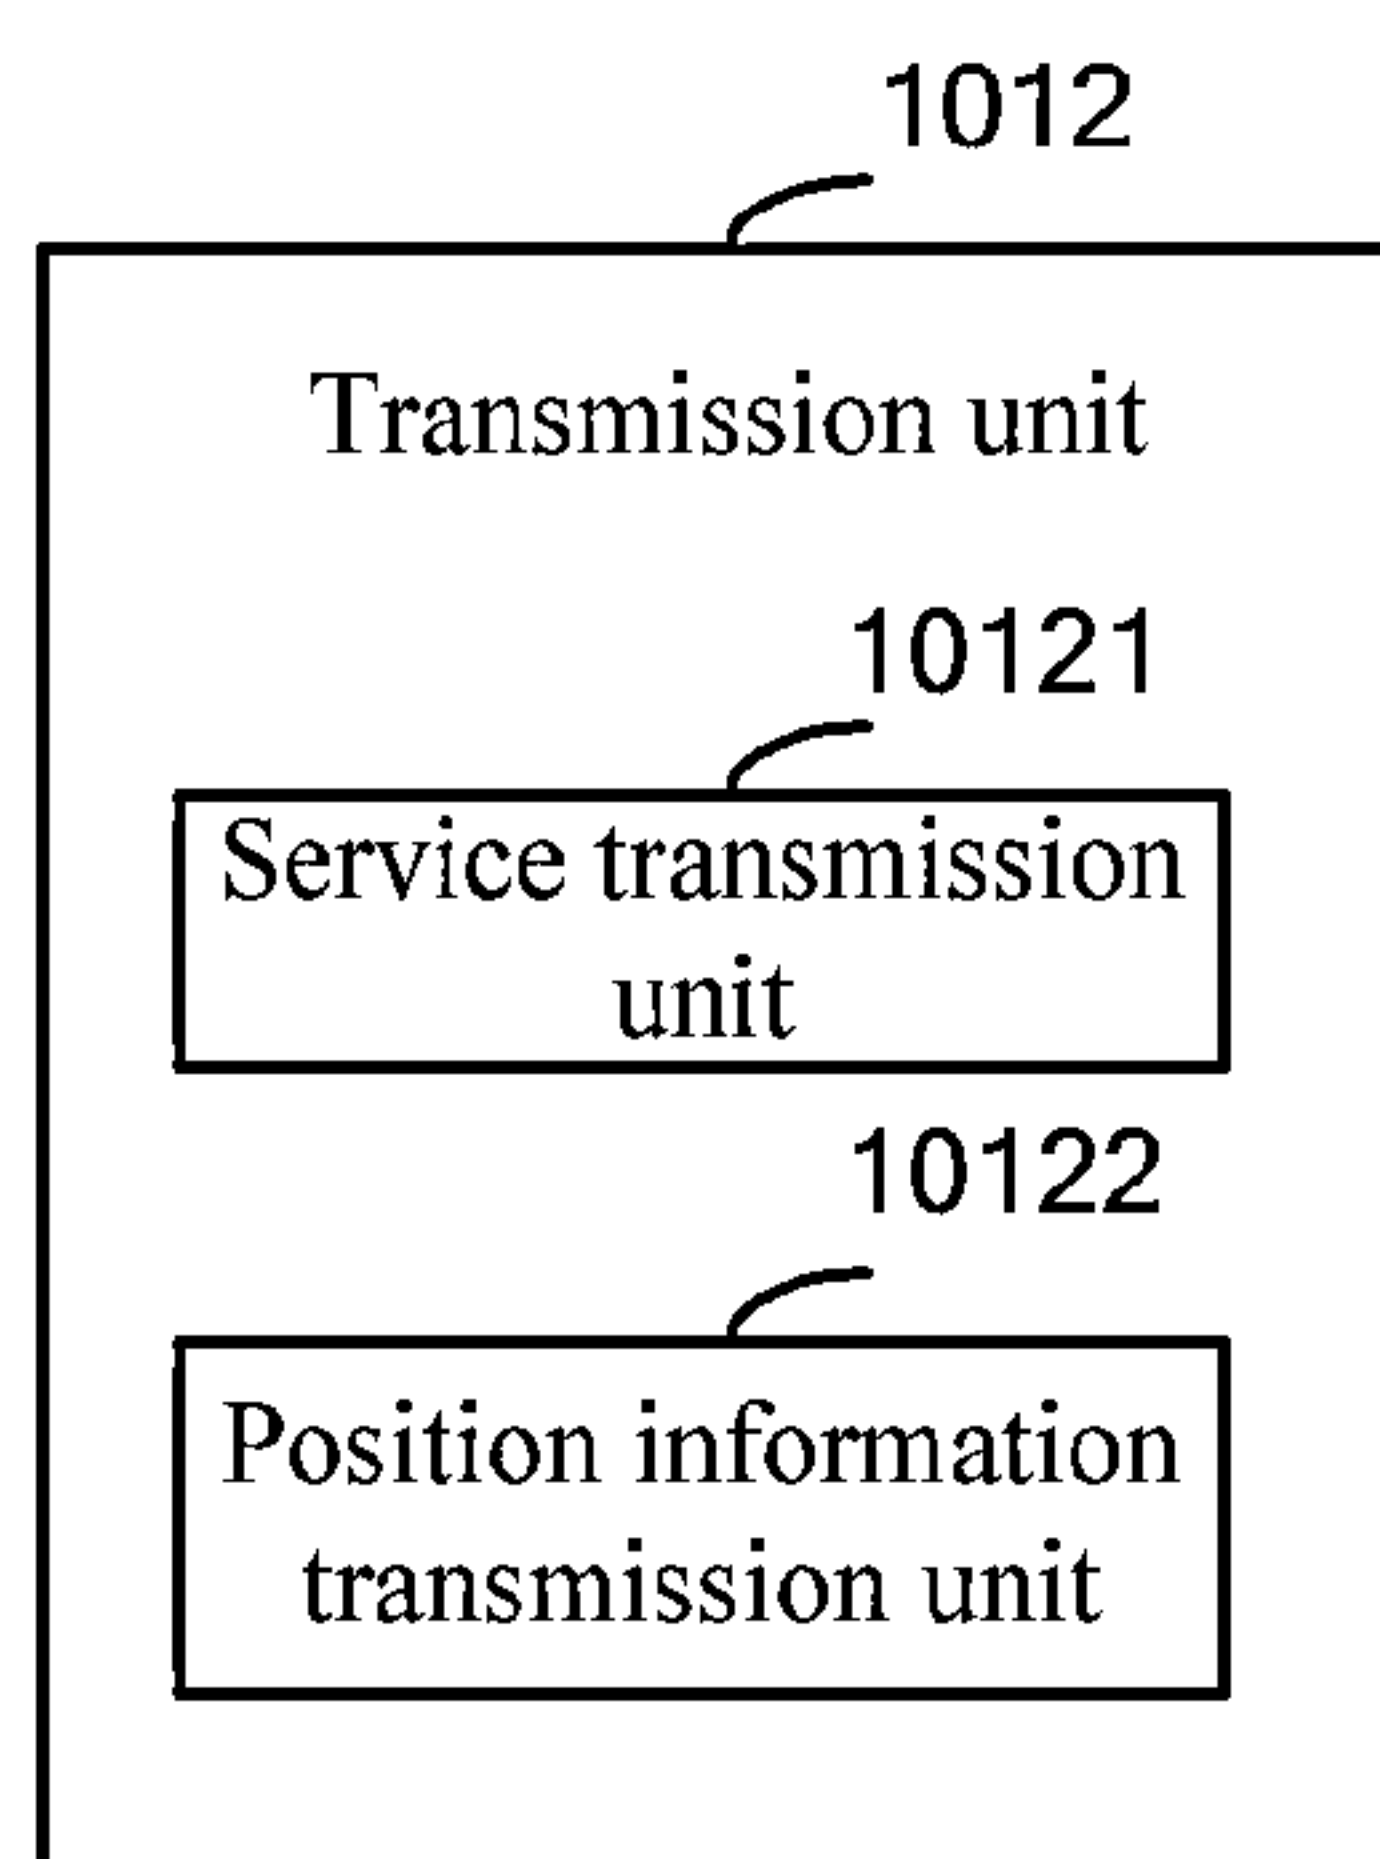 1012
Transmission unit
10121
Service transmission
unit
10122
Position information
transmission unit